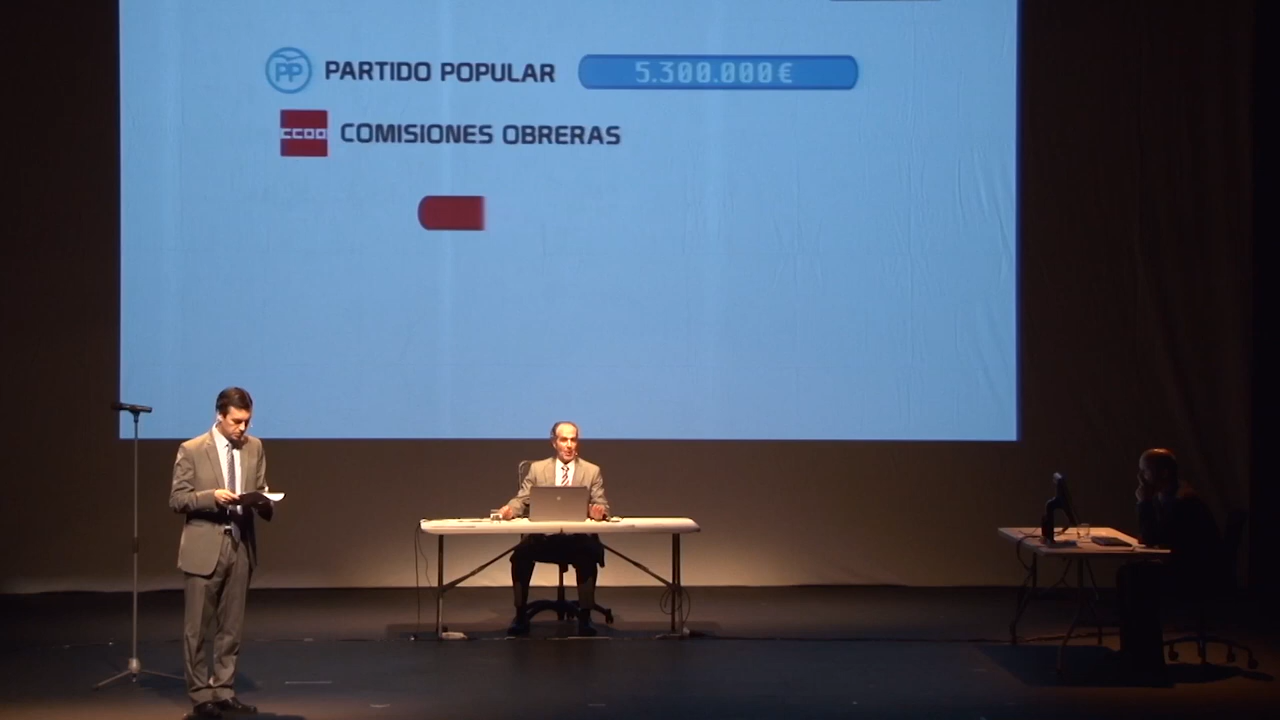 PP PARTIDO POPULAR 5.300.000€
CCOO COMISIONES OBRERAS